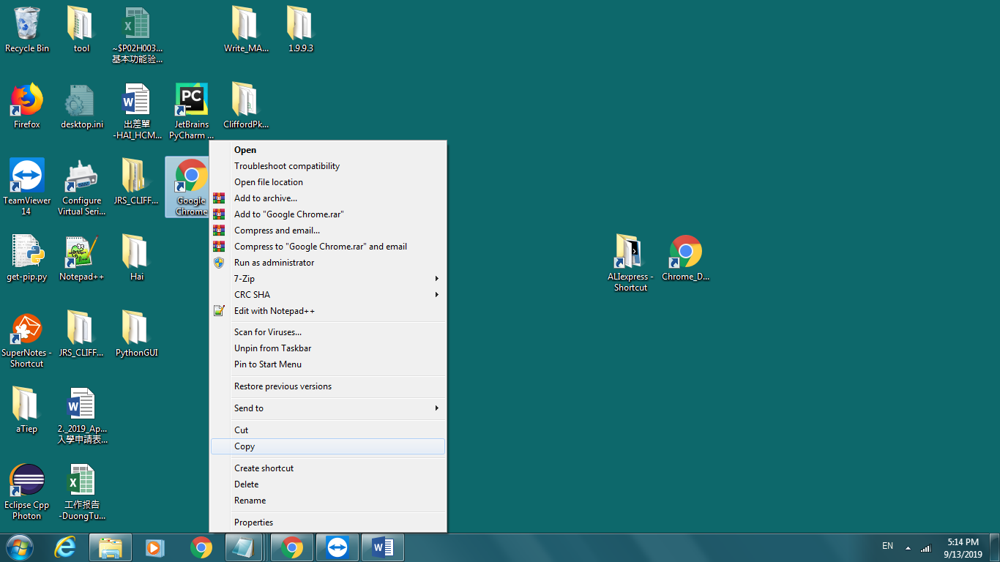 Recycle Bin
tool
~$P02H003...
基本功能验...
Write_MA...
1.9.9.3
Firefox
desktop.ini
出差單
-HAI_HCM...
PC
JetBrains
PyCharm ...
CliffordPk...
TeamViewer
14
Configure
Virtual Seri...
JRS_CLIFF...
Google
Chrome
get-pip.py
Notepad++
Hai
SuperNotes -
Shortcut
JRS_CLIFF...
PythonGUI
aTiep
2._2019_Ap...
入學申請表...
Eclipse Cpp
Photon
工作报告
-DuongTu...
Open
Troubleshoot compatibility
Open file location
Add to archive...
Add to "Google Chrome.rar"
Compress and email...
Compress to "Google Chrome.rar" and email
Run as administrator
7-Zip
CRC SHA
Edit with Notepad++
Scan for Viruses...
Unpin from Taskbar
Pin to Start Menu
Restore previous versions
Send to
Cut
Copy
Create shortcut
Delete
Rename
Properties
ALIexpress -
Shortcut
Chrome_D...
EN
5:14 PM
9/13/2019